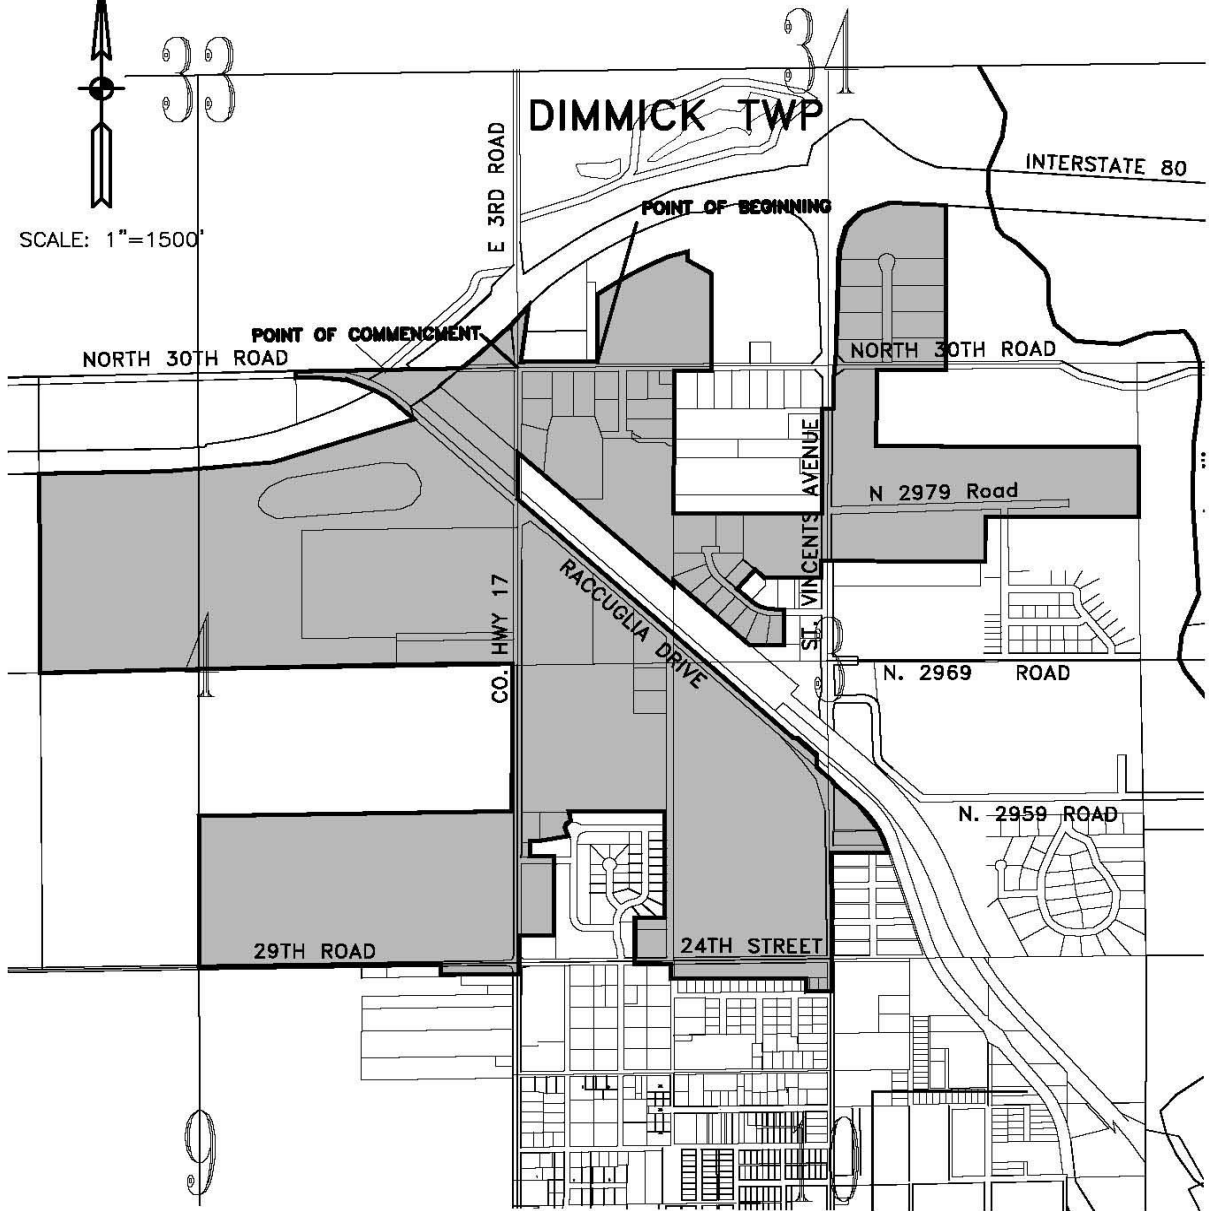 33
34
DIMMICK TWP
E 3RD ROAD
INTERSTATE 80
POINT OF BEGINNING
SCALE: 1"=1500'
POINT OF COMMENCMENT
NORTH 30TH ROAD
NORTH 30TH ROAD
ST. VINCENTS AVENUE
N 2979 Road
RACCUGLIA DRIVE
CO. HWY 17
4
3
N. 2969 ROAD
N. 2959 ROAD
29TH ROAD
24TH STREET
9
10